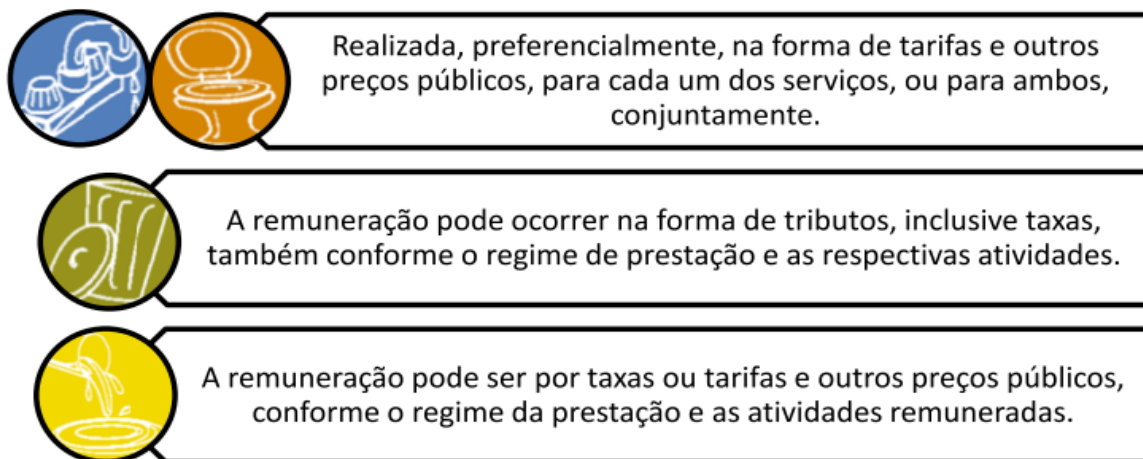 Realizada, preferencialmente, na forma de tarifas e outros
preços públicos, para cada um dos serviços, ou para ambos,
conjuntamente.
A remuneração pode ocorrer na forma de tributos, inclusive taxas,
também conforme o regime de prestação e as respectivas atividades.
A remuneração pode ser por taxas ou tarifas e outros preços públicos,
conforme o regime da prestação e as atividades remuneradas.